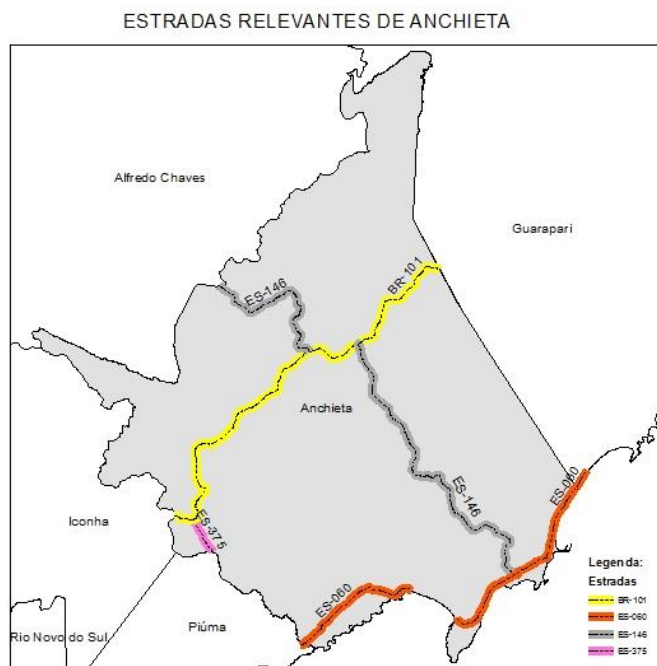 ESTRADAS RELEVANTES DE ANCHIETA
Alfredo Chaves
Guarapari
BR-101
ES-146
Anchieta
ES-060
ES-146
Iconha
ES-375
Legenda:
Estradas
BR-101
ES-060
ES-146
ES-375
ES-060
Piúma
Rio Novo do Sul